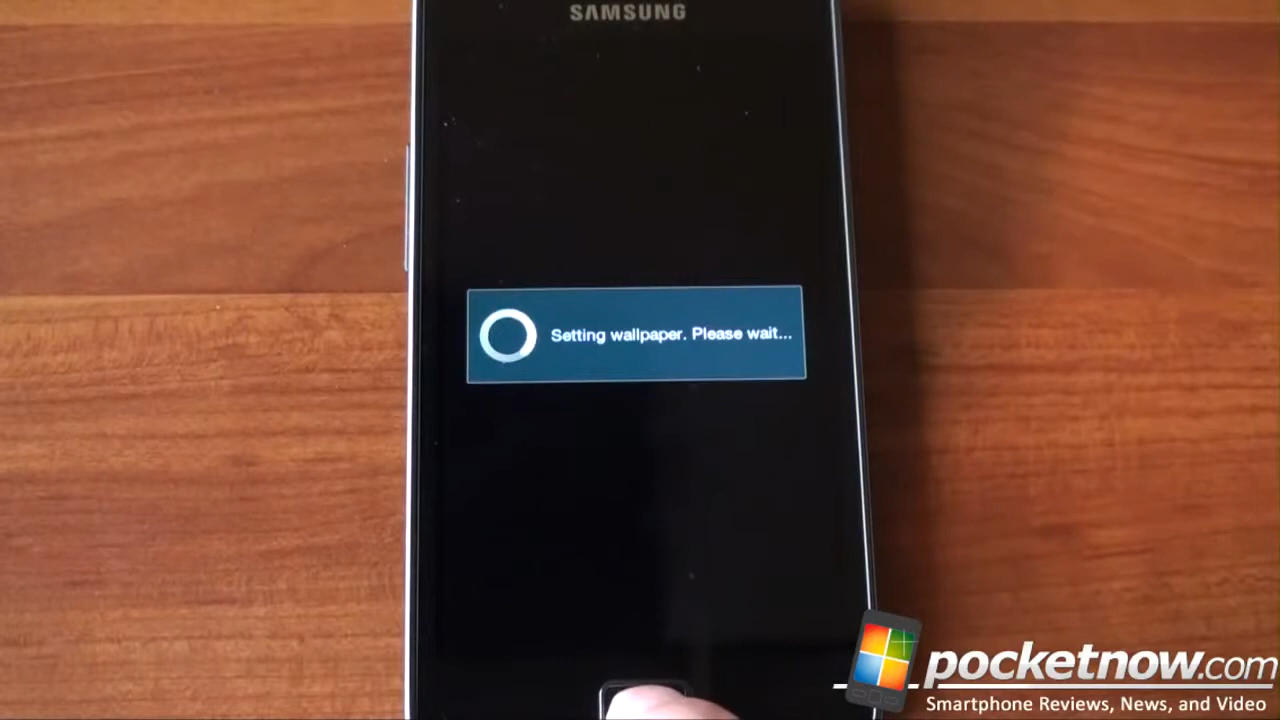 SAMSUNG
Setting wallpaper. Please wait...
pocketnow.com
Smartphone Reviews, News, and Video